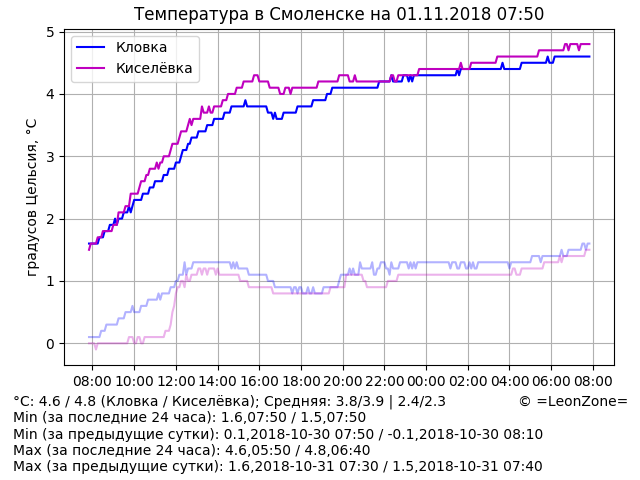 Температура в Смоленске на 01.11.2018 07:50
Кловка
Киселёвка
градусов Цельсия, °C
5
4
3
2
1
0
08:00 10:00 12:00 14:00 16:00 18:00 20:00 22:00 00:00 02:00 04:00 06:00 08:00
°C: 4.6 / 4.8 (Кловка / Киселёвка); Средняя: 3.8/3.9 | 2.4/2.3 © =LeonZone=
Min (за последние 24 часа): 1.6,07:50 / 1.5,07:50
Min (за предыдущие сутки): 0.1,2018-10-30 07:50 / -0.1,2018-10-30 08:10
Max (за последние 24 часа): 4.6,05:50 / 4.8,06:40
Max (за предыдущие сутки): 1.6,2018-10-31 07:30 / 1.5,2018-10-31 07:40